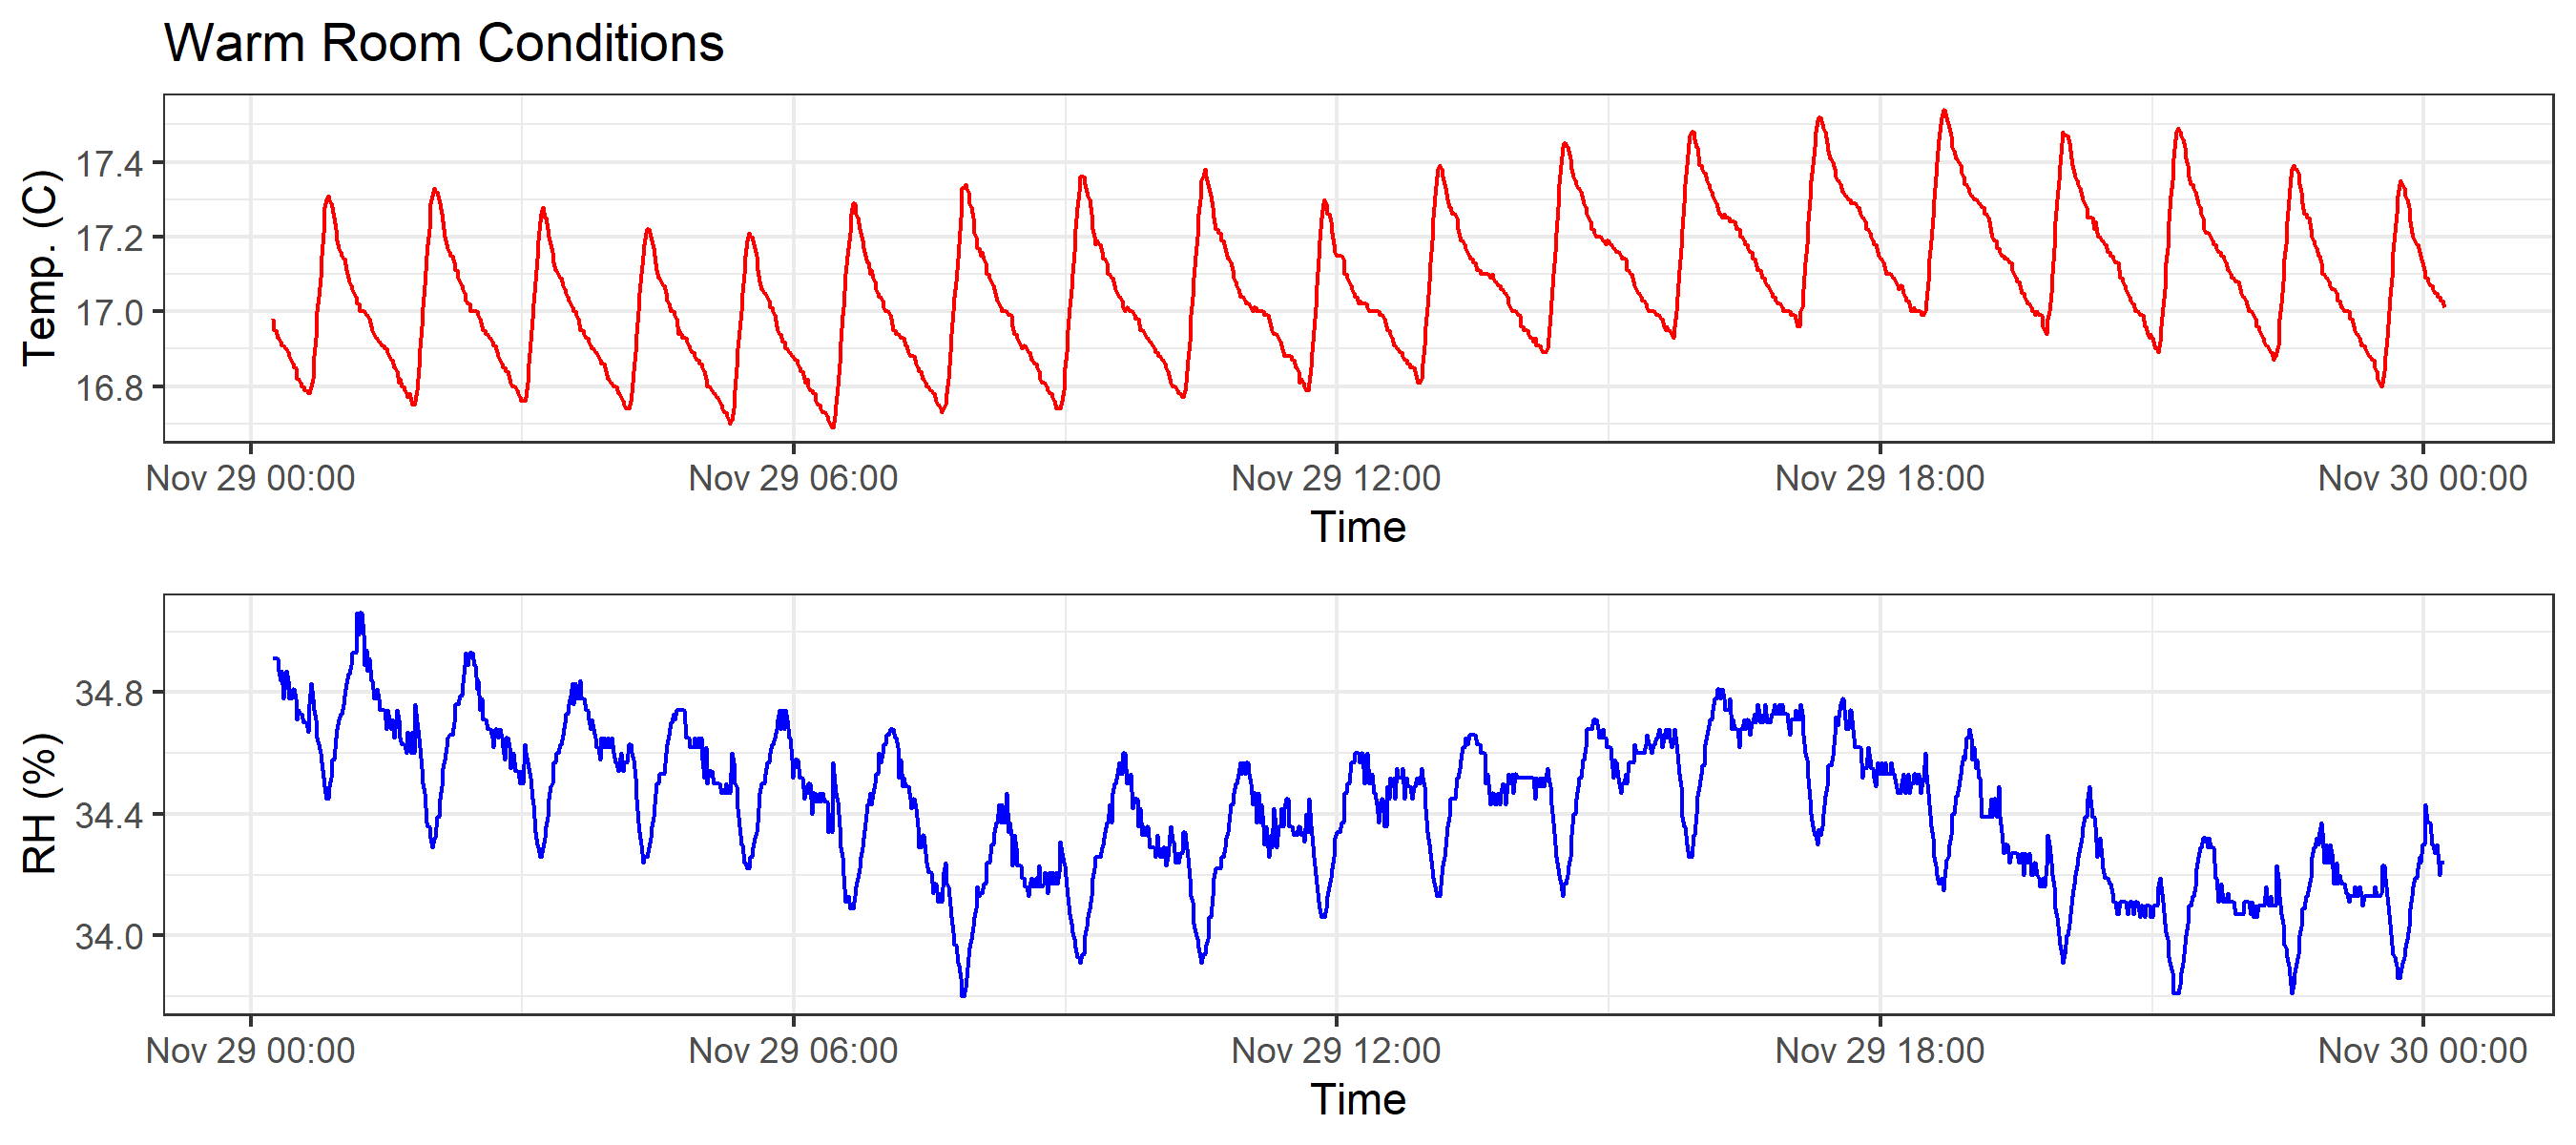 Warm Room Conditions
Temp. (C)
17.4
17.2
17.0
16.8
Nov 29 00:00 Nov 29 06:00 Nov 29 12:00 Nov 29 18:00 Nov 30 00:00
Time
RH (%)
34.8
34.4
34.0
Nov 29 00:00 Nov 29 06:00 Nov 29 12:00 Nov 29 18:00 Nov 30 00:00
Time